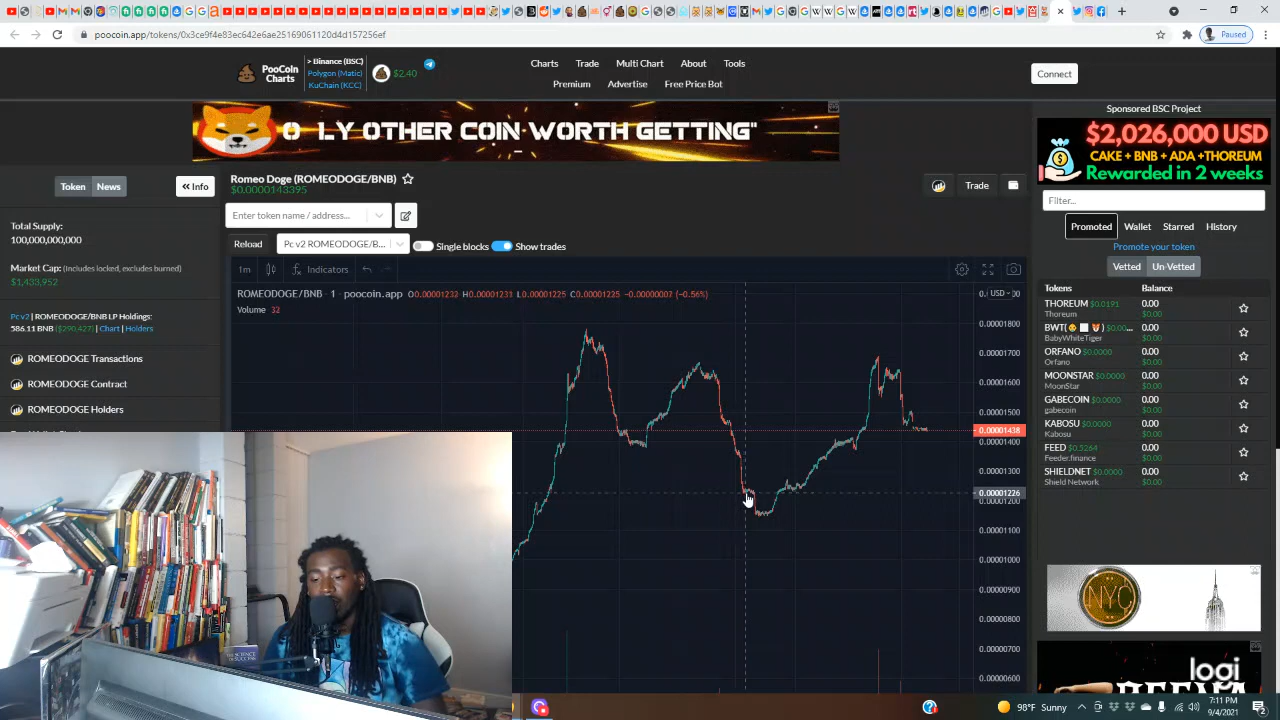 Paused
poocoin.app/tokens/0x3ce9f4e83ec642e6ae25169061120d4d157256ef
PooCoin
Charts
> Binance (BSC)
Polygon (Matic)
KuChain (KCC)
$2.40
Charts
Trade
Multi Chart
About
Tools
Premium
Advertise
Free Price Bot
Connect
O LY OTHER COIN WORTH GETTING"
Sponsored BSC Project
$2,026,000 USD
CAKE + BNB + ADA +THOREUM
Rewarded in 2 weeks
Token
News
Info
Romeo Doge (ROMEODOGE/BNB)
$0.0000143395
Trade
Enter token name / address...
Filter...
Total Supply:
100,000,000,000
Market Cap: (Includes locked, excludes burned)
$1,433,952
Pc v2 | ROMEODOGE/BNB LP Holdings:
586.11 BNB ($290,427) | Chart | Holders
ROMEODOGE Transactions
ROMEODOGE Contract
ROMEODOGE Holders
Reload
Pc v2 ROMEODOGE/B...
Single blocks
Show trades
1m
Indicators
ROMEODOGE/BNB · 1 · poocoin.app O0.00001232 H0.00001231 L0.00001225 C0.00001225 -0.00000007 (-0.56%)
Volume 32
USD
0.00001800
0.00001700
0.00001600
0.00001500
0.00001438
0.00001400
0.00001300
0.00001226
0.00001200
0.00001100
0.00001000
0.00000900
0.00000800
0.00000700
0.00000600
Promoted
Wallet
Starred
History
Promote your token
Vetted
Un-Vetted
Tokens
Balance
THOREUM $0.0191
Thoreum
0.00
$0.00
BWT
BabyWhiteTiger
0.00
$0.00
ORFANO $0.0000
Orfano
0.00
$0.00
MOONSTAR $0.0000
MoonStar
0.00
$0.00
GABECOIN $0.0000
gabecoin
0.00
$0.00
KABOSU $0.0000
Kabosu
0.00
$0.00
FEED $0.5264
Feeder.finance
0.00
$0.00
SHIELDNET $0.0000
Shield Network
0.00
$0.00
NYC
logi
THE SCIENCE OF SUCCESS
98°F Sunny
7:11 PM
9/4/2021